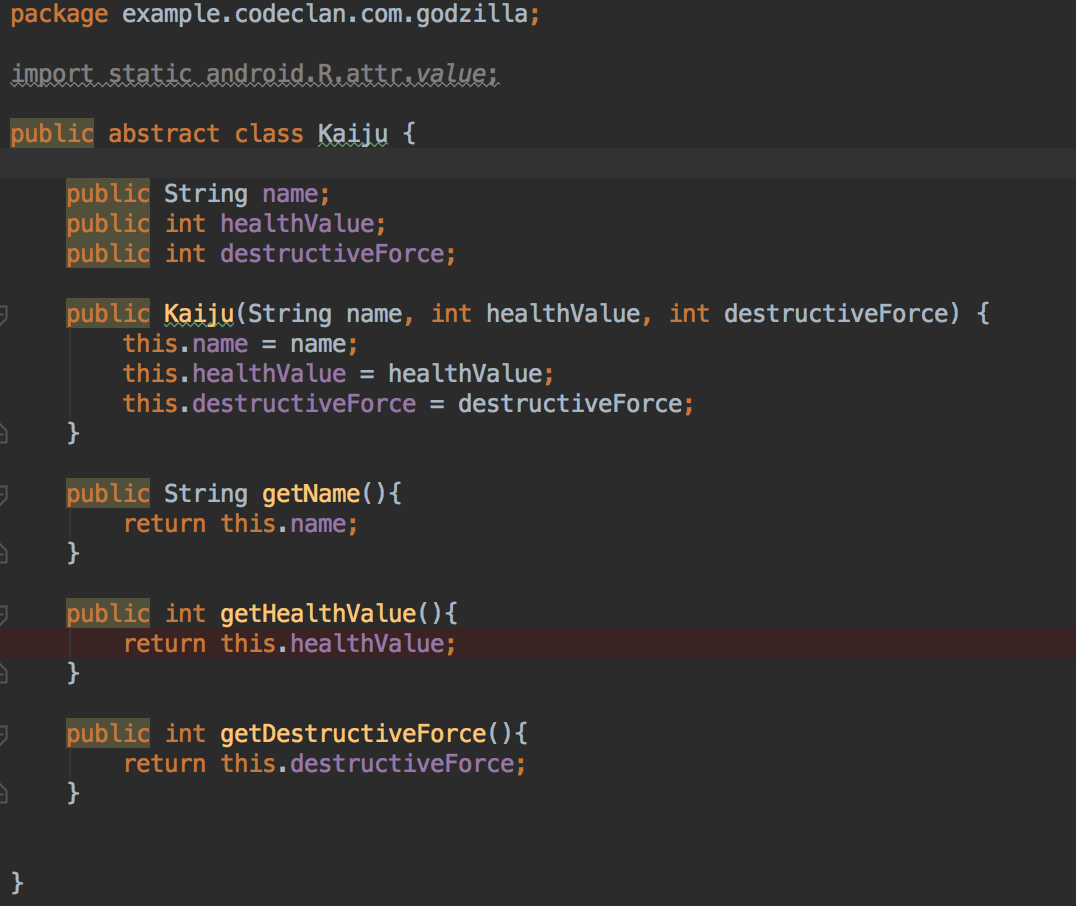 package example.codeclan.com.godzilla;
import static android.R.attr.value;
public abstract class Kaiju {
public String name;
public int healthValue;
public int destructiveForce;
public Kaiju(String name, int healthValue, int destructiveForce) {
this.name = name;
this.healthValue = healthValue;
this.destructiveForce = destructiveForce;
}
public String getName(){
return this.name;
}
public int getHealthValue(){
return this.healthValue;
}
public int getDestructiveForce(){
return this.destructiveForce;
}
}